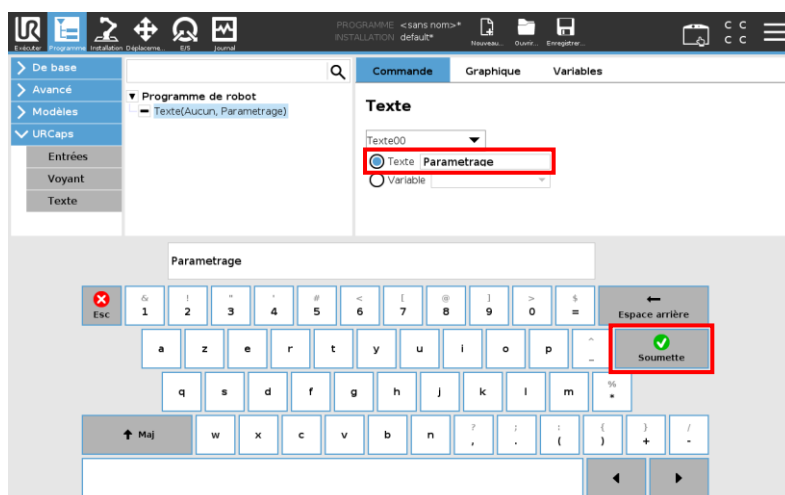 PROGRAMME <sans nom>*
INSTALLATION default*
Exécuter Programme Installation Déplaceme... E/S Journal Nouveau... Ouvrir... Enregistrer...
C C
C C
De base
Avancé
Modèles
URCaps
Entrées
Voyant
Texte
Programme de robot
Texte(Aucun, Parametrage)
Commande Graphique Variables
Texte
Texte00
Texte Parametrage
Variable
Parametrage
Esc
& 1 ! 2 " 3 ' 4 # 5 < 6 [ 7 @ 8 ] 9 > 0 $ =
Espace arrière
a z e r t y u i o p ^ _
Soumette
q s d f g h j k l m % *
Maj
w x c v b n ? , ; . : ( { ) } + / -